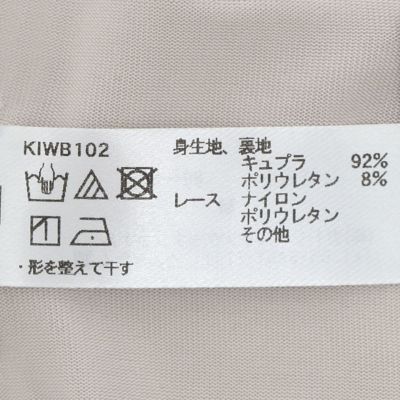 KIWB102
身生地、裏地
キュプラ 92%
ポリウレタン 8%
レース ナイロン
ポリウレタン
その他
・形を整えて干す